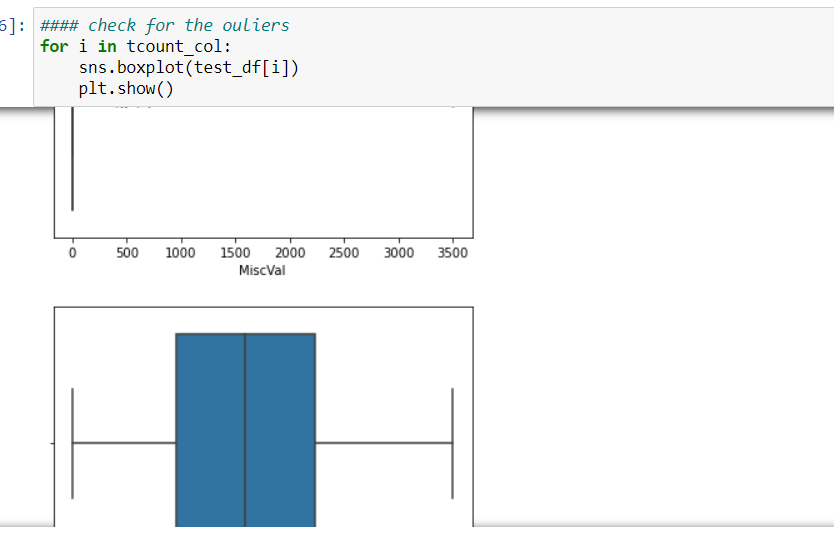 6]: #### check for the ouliers
for i in tcount_col:
sns.boxplot(test_df[i])
plt.show()
0 500 1000 1500 2000 2500 3000 3500
MiscVal